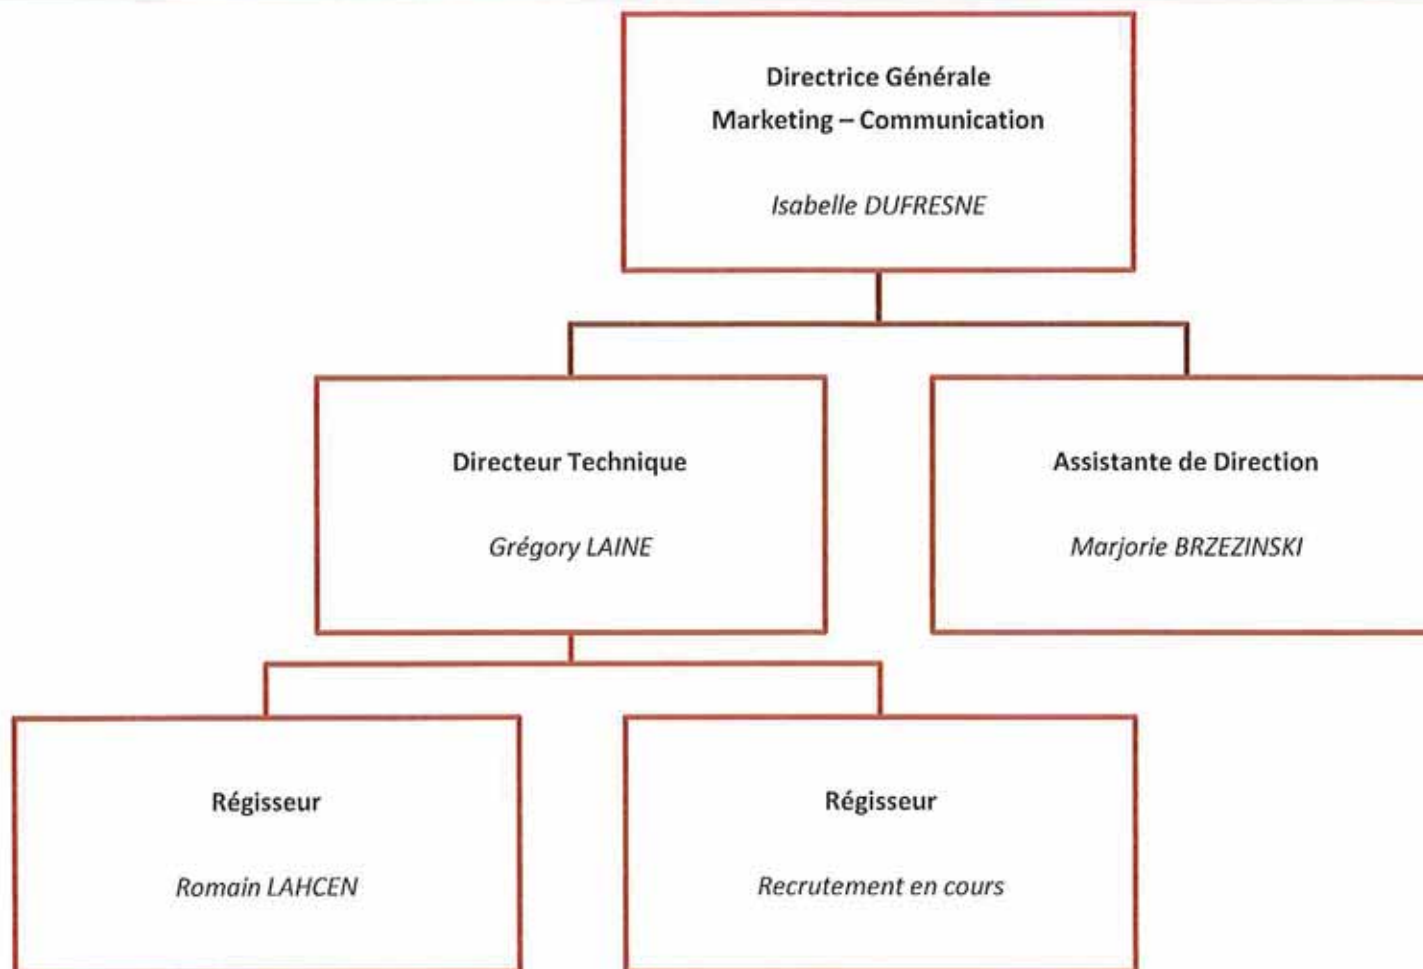 Directrice Générale
Marketing – Communication
Isabelle DUFRESNE
Directeur Technique
Grégory LAINE
Assistante de Direction
Marjorie BRZEZINSKI
Régisseur
Romain LAHCEN
Régisseur
Recrutement en cours